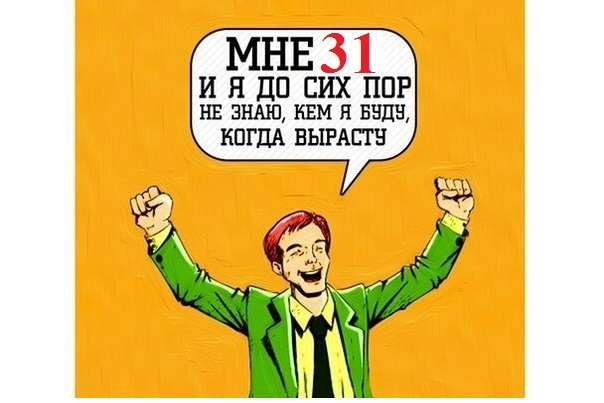 МНЕ 31
И Я ДО СИХ ПОР
НЕ ЗНАЮ, КЕМ Я БУДУ,
КОГДА ВЫРАСТУ